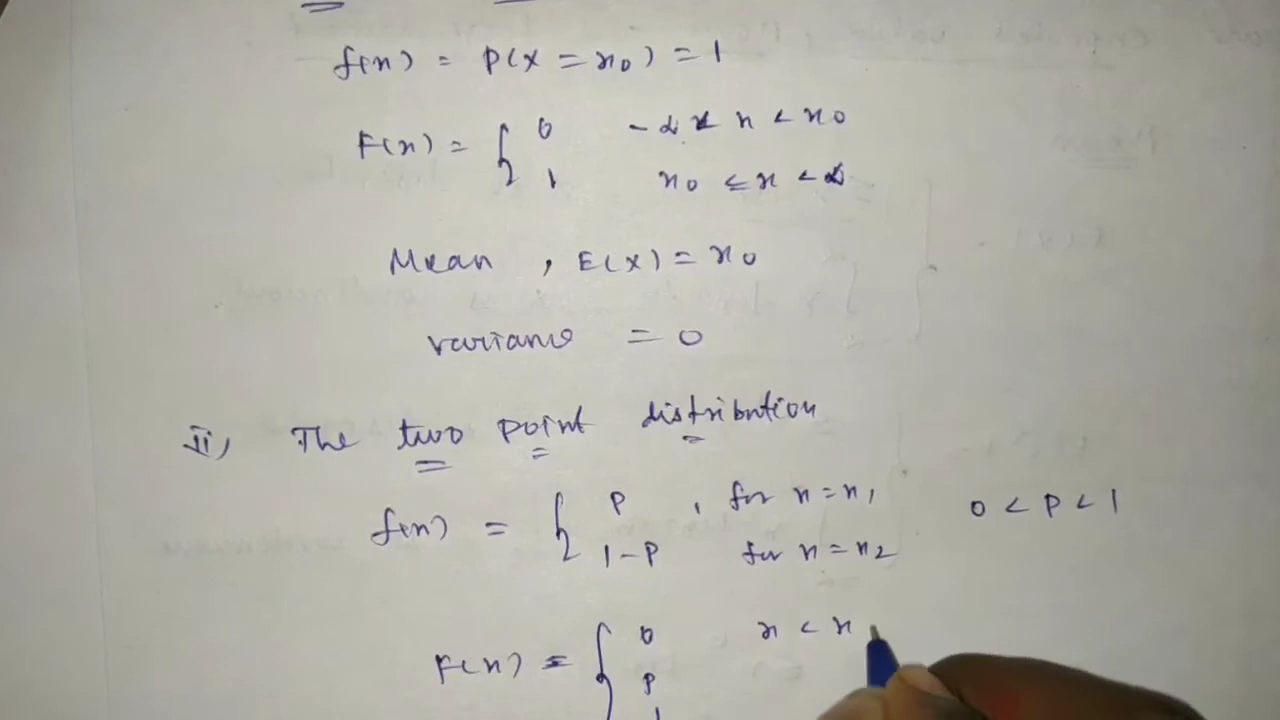 f(x) = P(X = x0) = 1
F(x) = { 0 -∞ < x < x0
1 x0 ≤ x < ∞
Mean , E(X) = x0
variance = 0
ii) The two point distribution
f(x) = { P , for x = x1 0 < P < 1
1-P for x = x2
F(x) = { 0 x < x
P
1